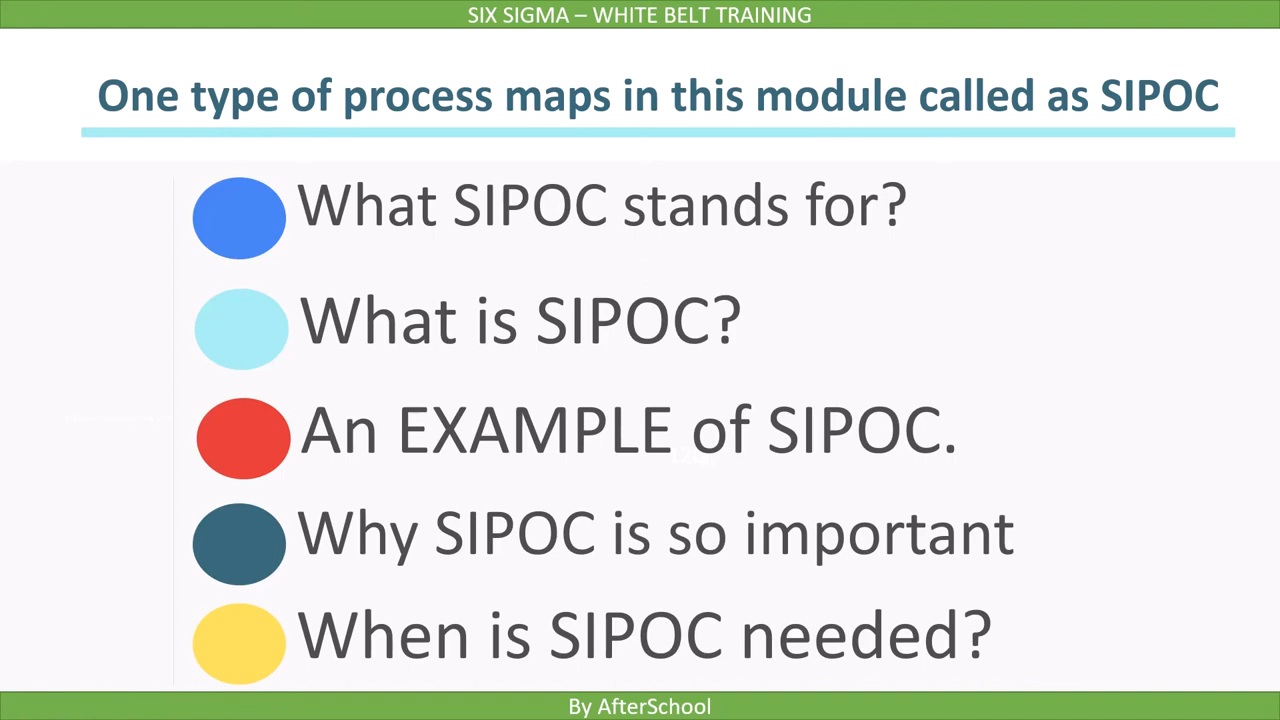 SIX SIGMA – WHITE BELT TRAINING
One type of process maps in this module called as SIPOC
What SIPOC stands for?
What is SIPOC?
An EXAMPLE of SIPOC.
Why SIPOC is so important
When is SIPOC needed?
By AfterSchool